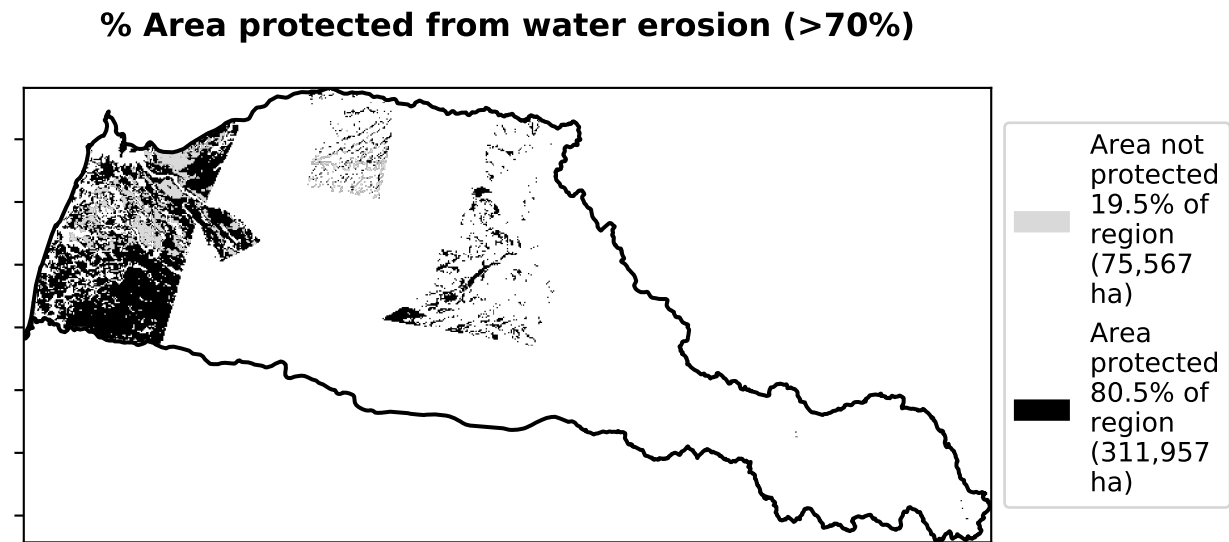 % Area protected from water erosion (>70%)
Area not
protected
19.5% of
region
(75,567
ha)
Area
protected
80.5% of
region
(311,957
ha)